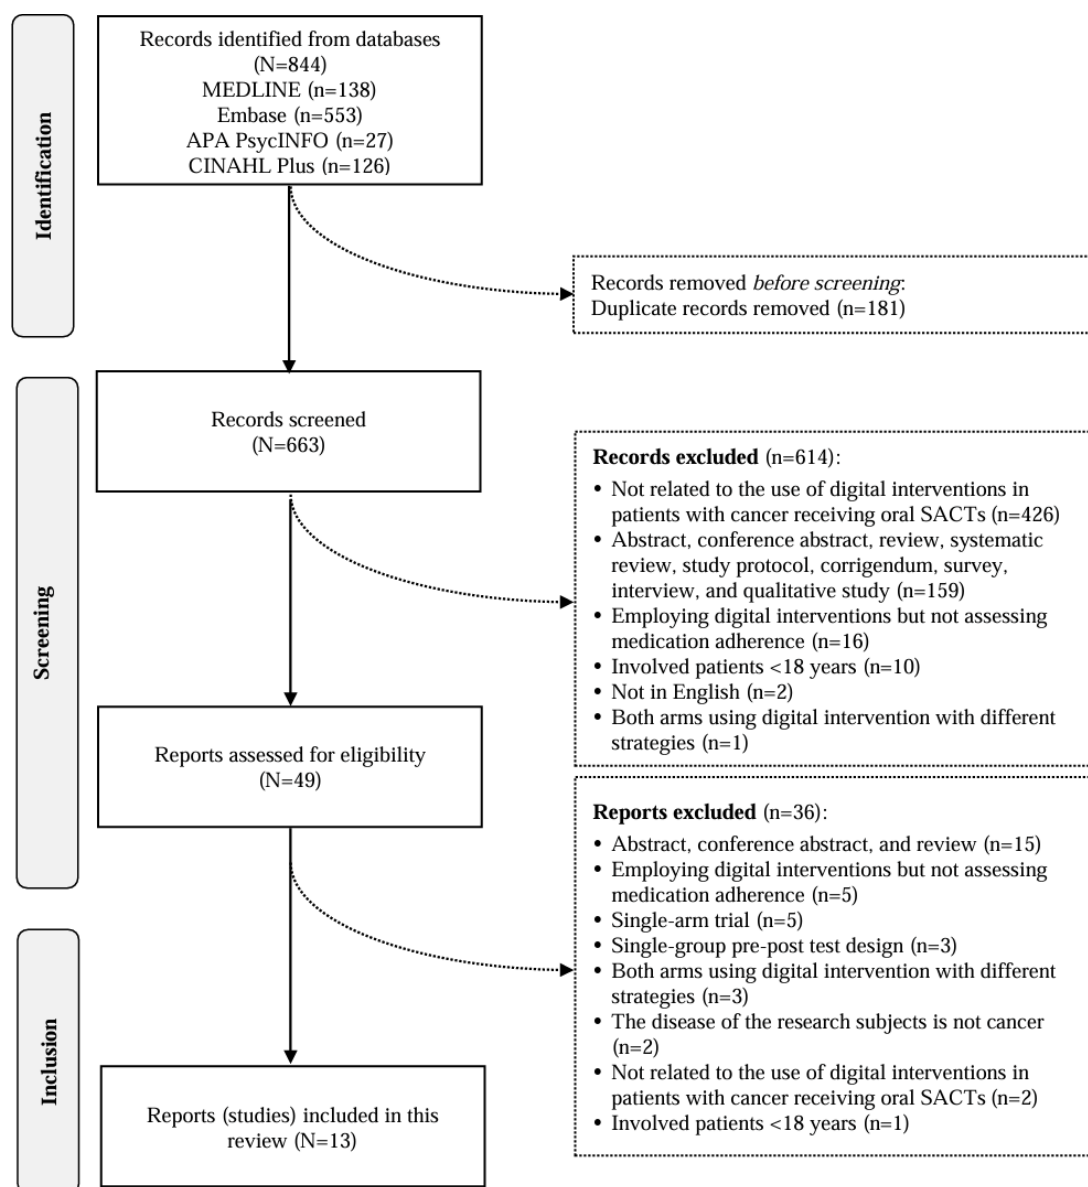 Identification
Records identified from databases
(N=844)
MEDLINE (n=138)
Embase (n=553)
APA PsycINFO (n=27)
CINAHL Plus (n=126)
Records removed before screening:
Duplicate records removed (n=181)
Screening
Records screened
(N=663)
Records excluded (n=614):
• Not related to the use of digital interventions in
patients with cancer receiving oral SACTs (n=426)
• Abstract, conference abstract, review, systematic
review, study protocol, corrigendum, survey,
interview, and qualitative study (n=159)
• Employing digital interventions but not assessing
medication adherence (n=16)
• Involved patients <18 years (n=10)
• Not in English (n=2)
• Both arms using digital intervention with different
strategies (n=1)
Reports assessed for eligibility
(N=49)
Reports excluded (n=36):
• Abstract, conference abstract, and review (n=15)
• Employing digital interventions but not assessing
medication adherence (n=5)
• Single-arm trial (n=5)
• Single-group pre-post test design (n=3)
• Both arms using digital intervention with different
strategies (n=3)
• The disease of the research subjects is not cancer
(n=2)
• Not related to the use of digital interventions in
patients with cancer receiving oral SACTs (n=2)
• Involved patients <18 years (n=1)
Inclusion
Reports (studies) included in this
review (N=13)